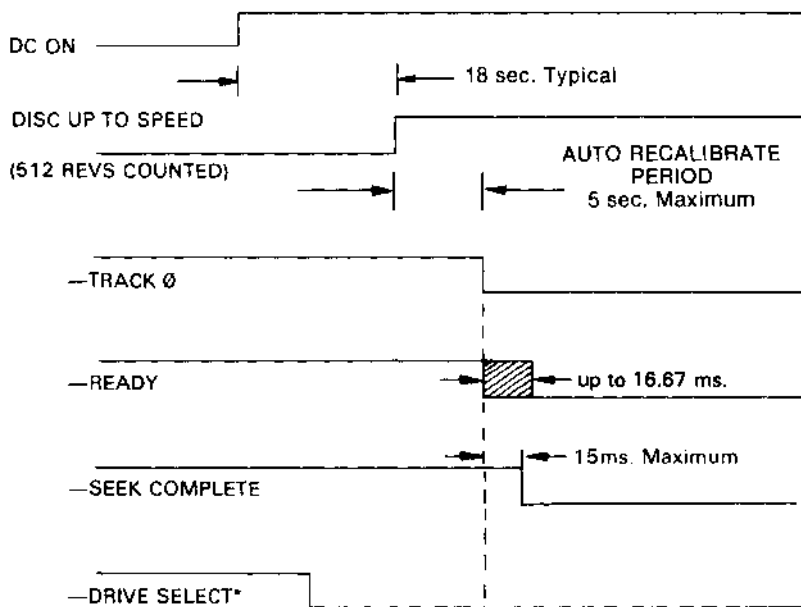 DC ON
18 sec. Typical
DISC UP TO SPEED
(512 REVS COUNTED)
AUTO RECALIBRATE
PERIOD
5 sec. Maximum
—TRACK Ø
—READY
up to 16.67 ms.
15ms. Maximum
—SEEK COMPLETE
—DRIVE SELECT*